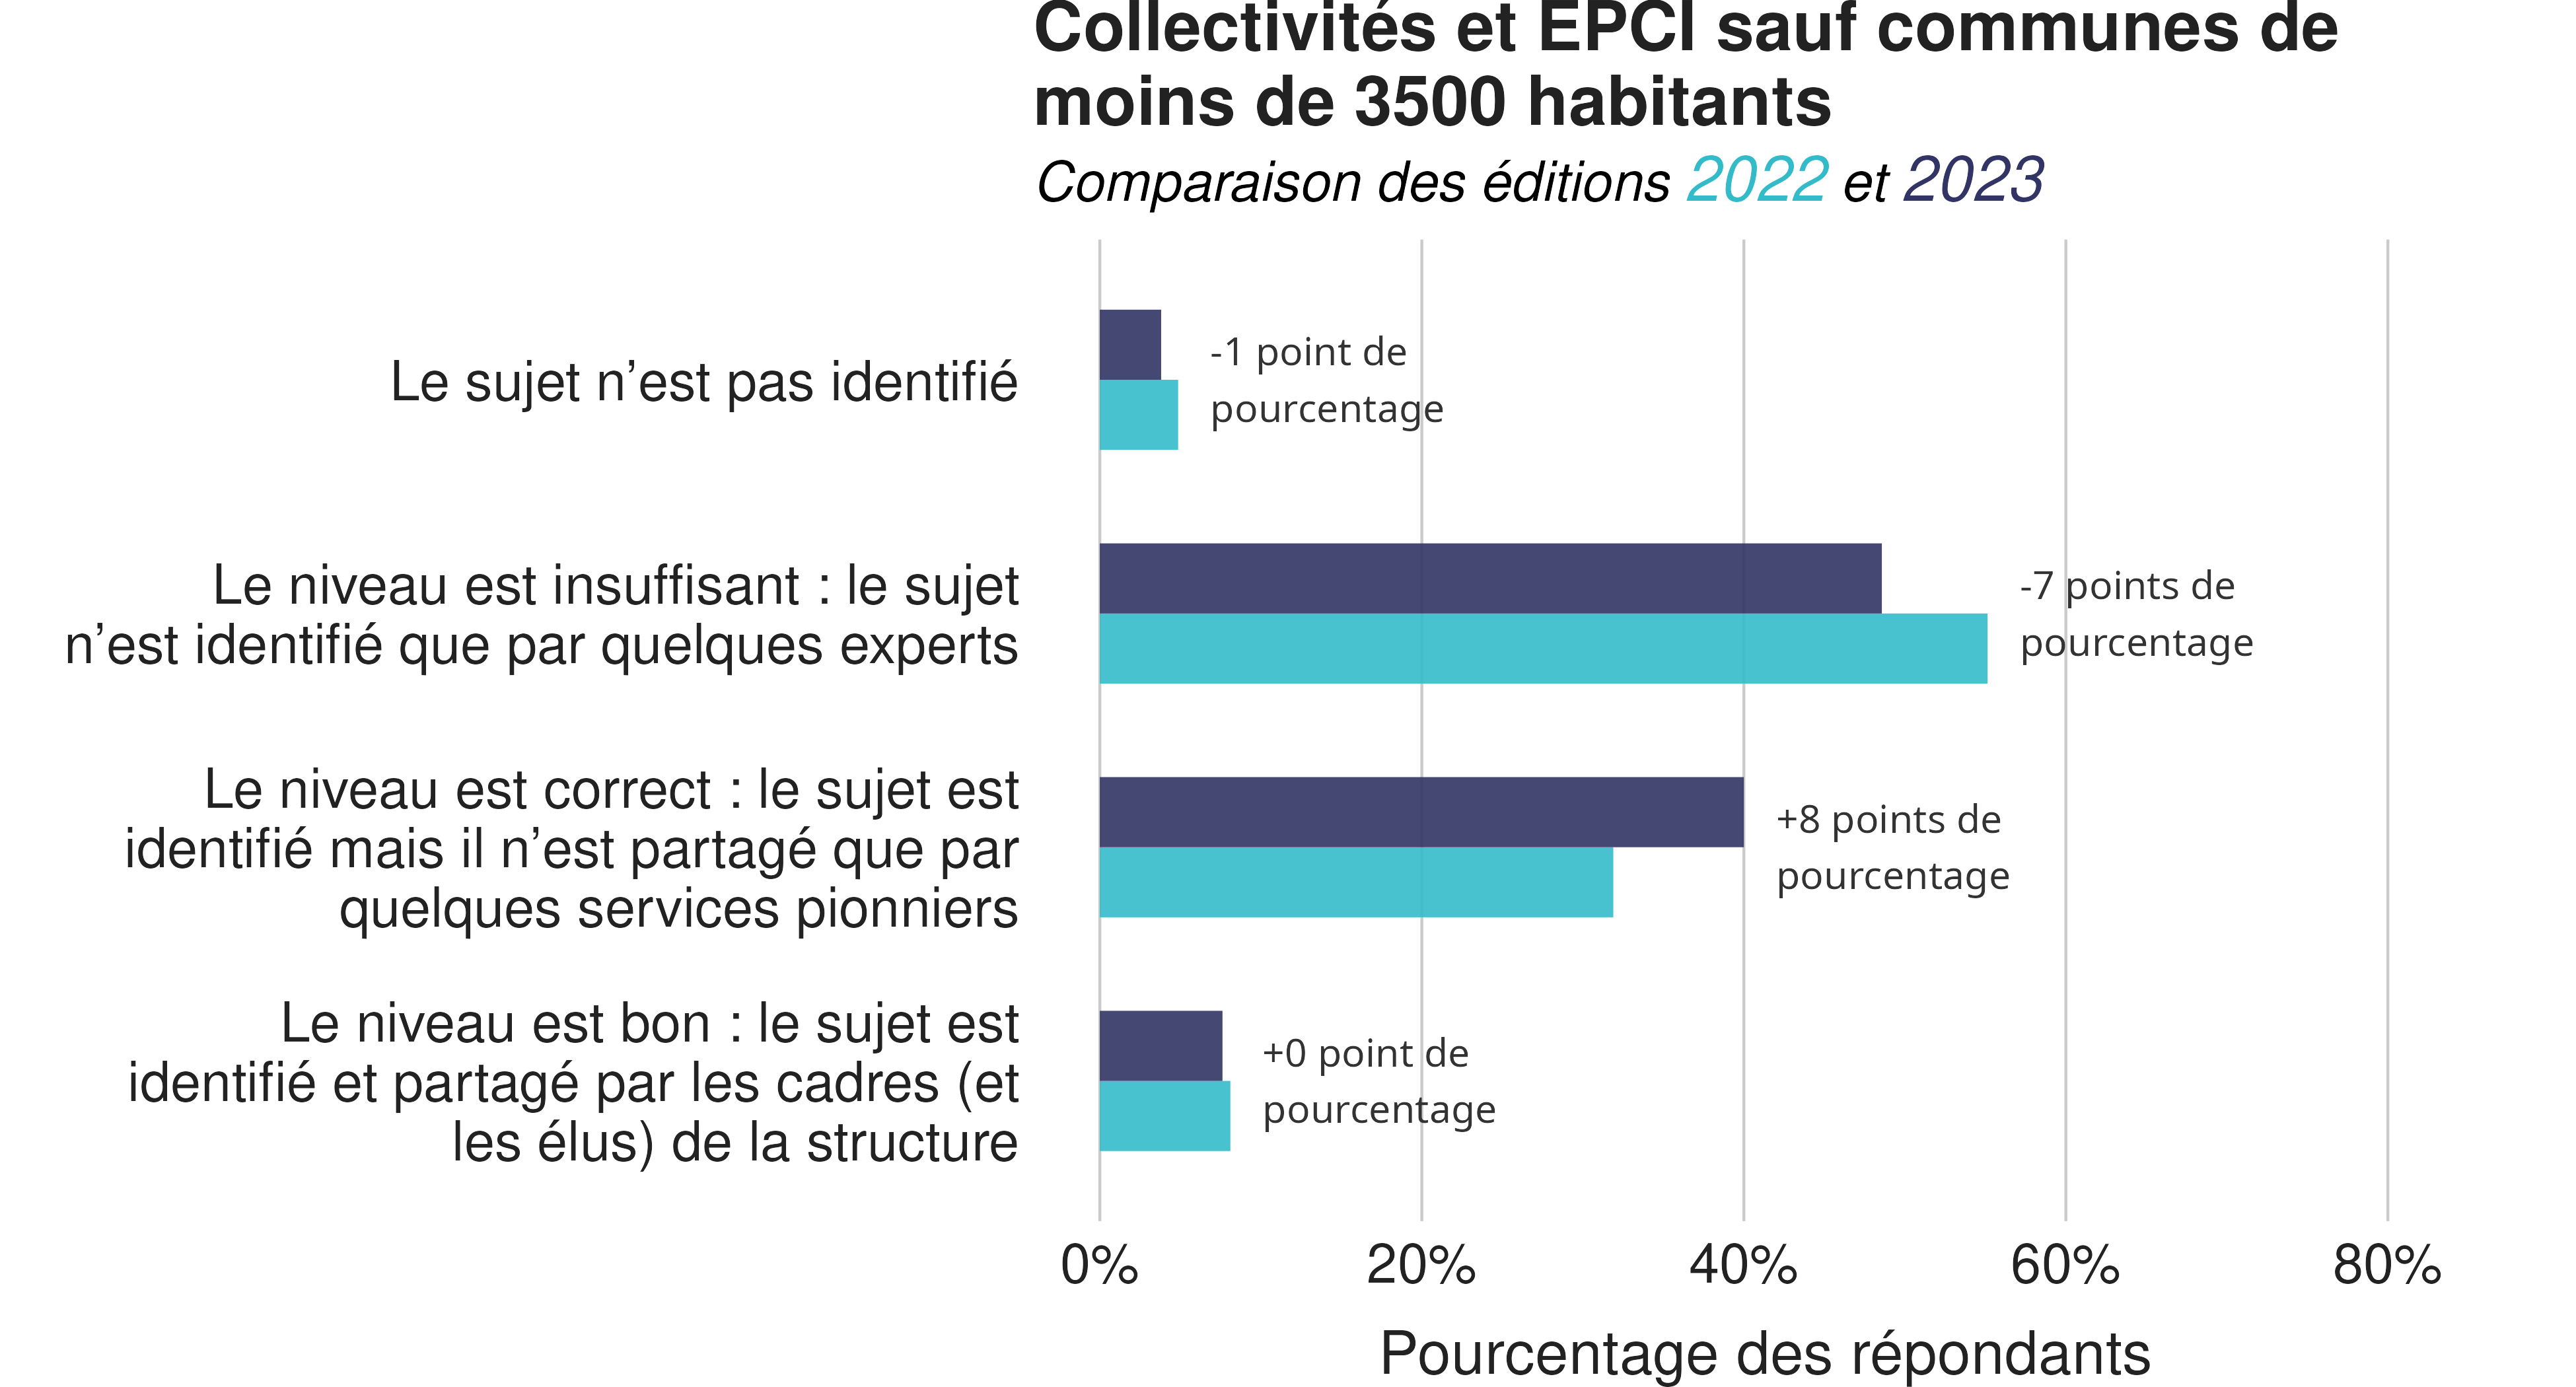 Collectivités et EPCI sauf communes de
moins de 3500 habitants
Comparaison des éditions 2022 et 2023
Le sujet n’est pas identifié
-1 point de
pourcentage
Le niveau est insuffisant : le sujet
n’est identifié que par quelques experts
-7 points de
pourcentage
Le niveau est correct : le sujet est
identifié mais il n’est partagé que par
quelques services pionniers
+8 points de
pourcentage
Le niveau est bon : le sujet est
identifié et partagé par les cadres (et
les élus) de la structure
+0 point de
pourcentage
0%
20%
40%
60%
80%
Pourcentage des répondants